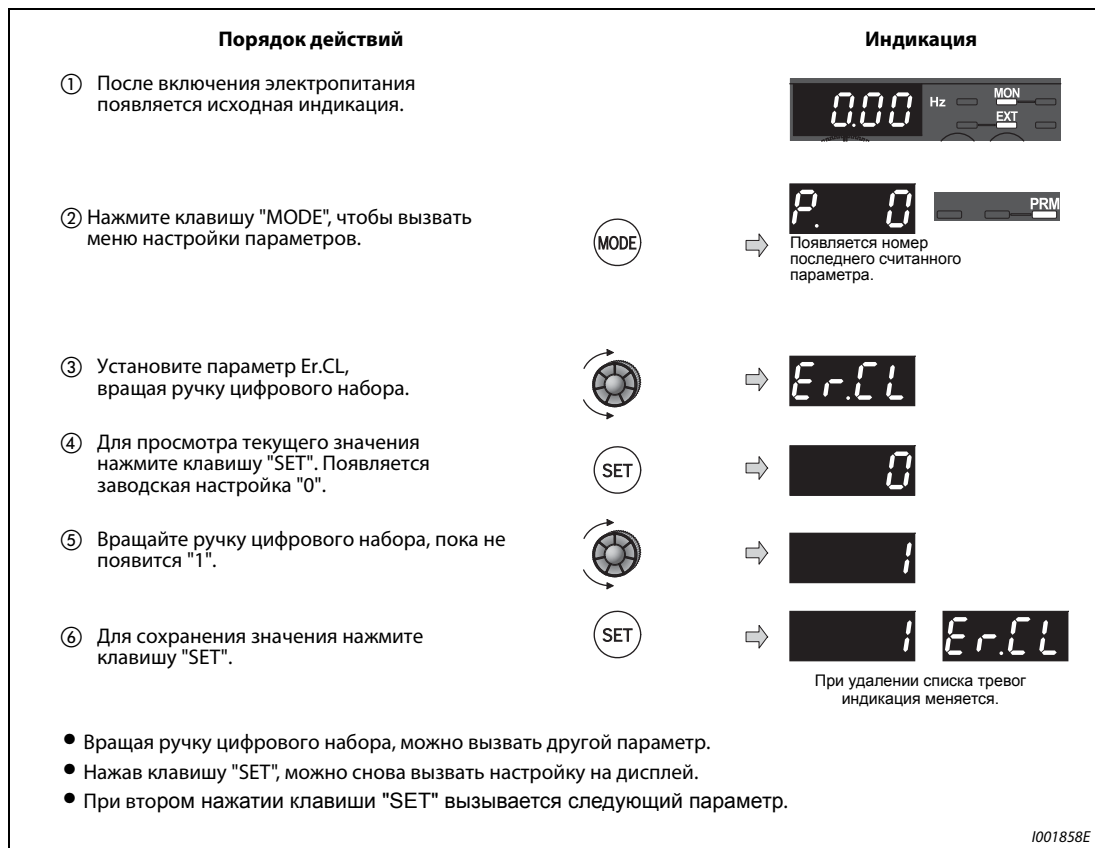 Порядок действий
Индикация
① После включения электропитания
появляется исходная индикация.
0.00 Hz MON
EXT
② Нажмите клавишу "MODE", чтобы вызвать
меню настройки параметров.
MODE
P. 0 PRM
Появляется номер
последнего считанного
параметра.
③ Установите параметр Er.CL,
вращая ручку цифрового набора.
Er.CL
④ Для просмотра текущего значения
нажмите клавишу "SET". Появляется
заводская настройка "0".
SET
0
⑤ Вращайте ручку цифрового набора, пока не
появится "1".
1
⑥ Для сохранения значения нажмите
клавишу "SET".
SET
1 Er.CL
При удалении списка тревог
индикация меняется.
● Вращая ручку цифрового набора, можно вызвать другой параметр.
● Нажав клавишу "SET", можно снова вызвать настройку на дисплей.
● При втором нажатии клавиши "SET" вызывается следующий параметр.
I001858E